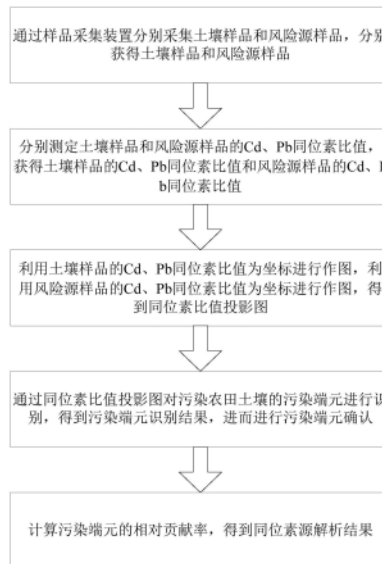 通过样品采集装置分别采集土壤样品和风险源样品，分别
获得土壤样品和风险源样品
分别测定土壤样品和风险源样品的Cd、Pb同位素比值，
获得土壤样品的Cd、Pb同位素比值和风险源样品的Cd、P
b同位素比值
利用土壤样品的Cd、Pb同位素比值为坐标进行作图，利
用风险源样品的Cd、Pb同位素比值为坐标进行作图，得
到同位素比值投影图
通过同位素比值投影图对污染农田土壤的污染端元进行识
别，得到污染端元识别结果，进而进行污染端元确认
计算污染端元的相对贡献率，得到同位素源解析结果